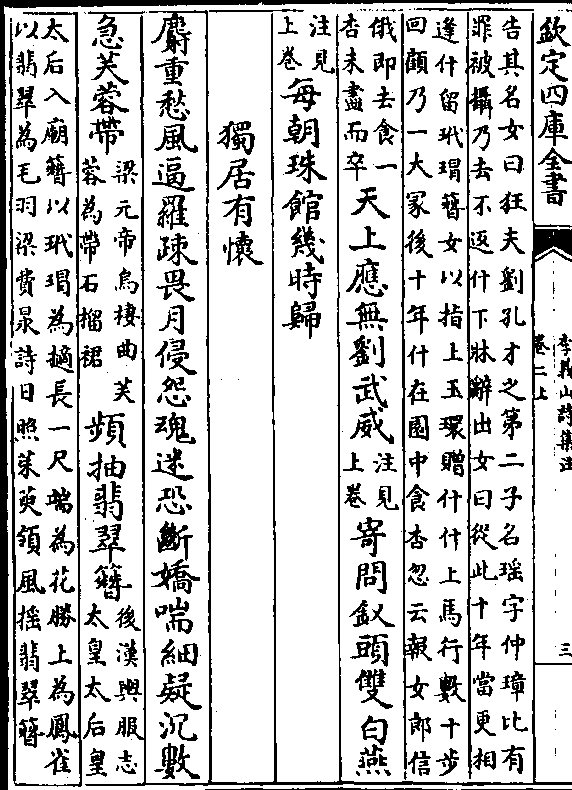 欽定四庫全書
李義山詩集注
卷二上
三
告其名女曰狂夫劉孔才之第二子名瑶字仲璋比有
罪被攝乃去不返什下牀辭出女曰從此十年當更相
逢什留玳瑁簪女以指上玉環贈什什上馬行數十步
回顧乃一大冢後十年什在園中食杏忽云報女郎信
俄即去食一
杏未盡而卒
天上應無劉武威
注見
上卷
寄問釵頭雙白燕
注見
上卷
每朝珠館幾時歸
獨居有懷
麝重愁風逼羅疎畏月侵怨魂迷恐斷嬌喘細疑沉數
急芙蓉帶
梁元帝烏棲曲芙
蓉為帶石榴裙
頻抽翡翠簪
後漢輿服志
太皇太后皇
太后入廟簪以玳瑁為擿長一尺端為花勝上為鳳雀
以翡翠為毛羽梁費昶詩日照茱萸領風揺翡翠簪